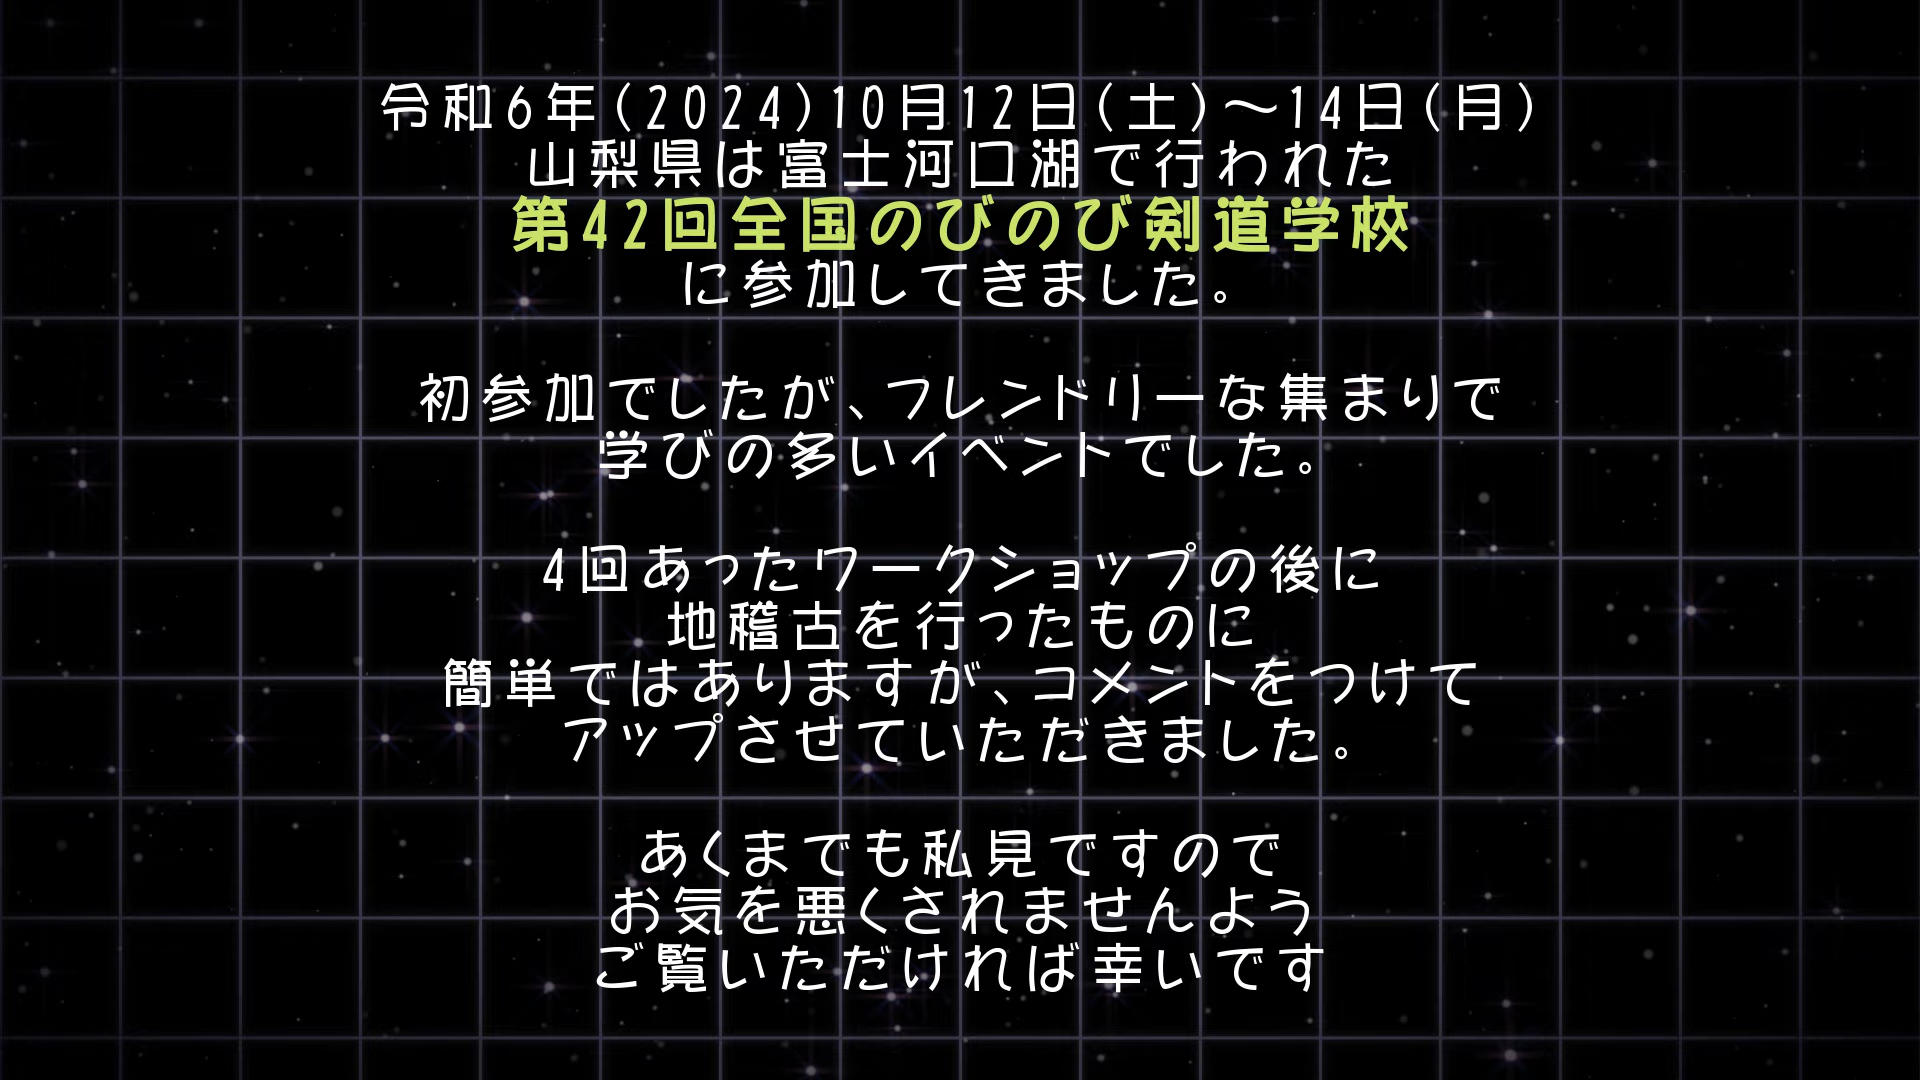 令和6年(2024)10月12日(土)～14日(月)
山梨県は富士河口湖で行われた
第42回全国のびのび剣道学校
に参加してきました。
初参加でしたが、フレンドリーな集まりで
学びの多いイベントでした。
4回あったワークショップの後に
地稽古を行ったものに
簡単ではありますが、コメントをつけて
アップさせていただきました。
あくまでも私見ですので
お気を悪くされませんよう
ご覧いただければ幸いです